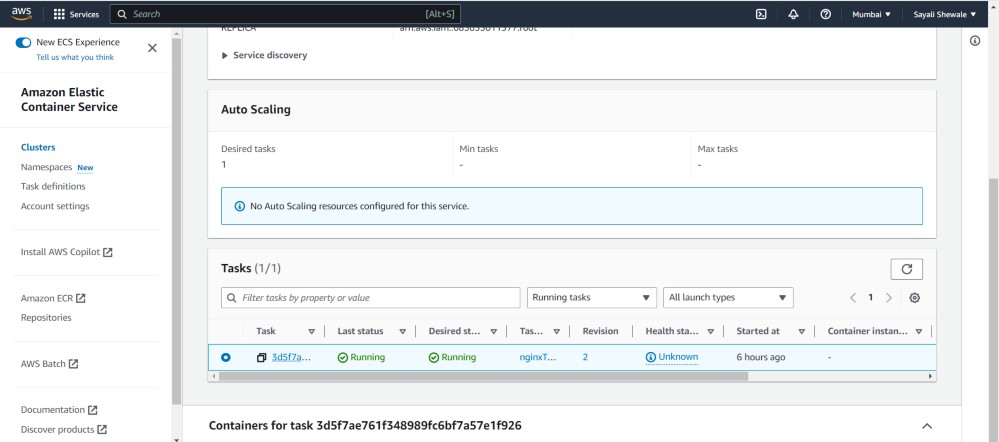 aws
Services
Search
[Alt+S]
Mumbai
Sayali Shewale
New ECS Experience
Tell us what you think
Amazon Elastic
Container Service
Clusters
Namespaces New
Task definitions
Account settings
Install AWS Copilot
Amazon ECR
Repositories
AWS Batch
Documentation
Discover products
REPLICA
Service discovery
Auto Scaling
Desired tasks
1
Min tasks
-
Max tasks
-
No Auto Scaling resources configured for this service.
Tasks (1/1)
Filter tasks by property or value
Running tasks
All launch types
1
Task Last status Desired st... Tas... Revision Health sta... Started at Container instan...
3d5f7a... Running Running nginxT... 2 Unknown 6 hours ago -
Containers for task 3d5f7ae761f348989fc6bf7a57e1f926